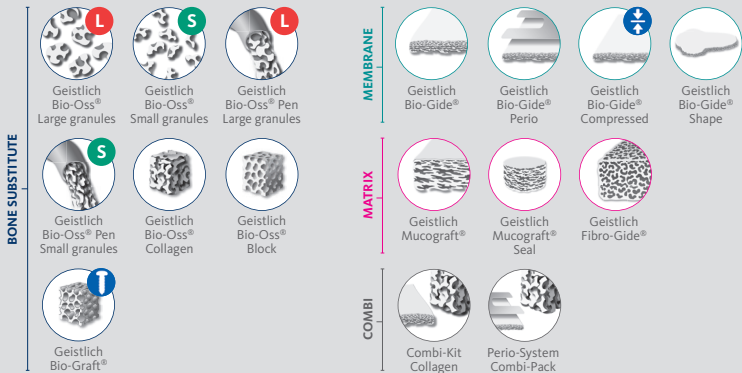 BONE SUBSTITUTE
L
Geistlich
Bio-Oss®
Large granules
S
Geistlich
Bio-Oss®
Small granules
L
Geistlich
Bio-Oss® Pen
Large granules
S
Geistlich
Bio-Oss® Pen
Small granules
Geistlich
Bio-Oss®
Collagen
Geistlich
Bio-Oss®
Block
Geistlich
Bio-Graft®
MEMBRANE
Geistlich
Bio-Gide®
Geistlich
Bio-Gide®
Perio
Geistlich
Bio-Gide®
Compressed
Geistlich
Bio-Gide®
Shape
MATRIX
Geistlich
Mucograft®
Geistlich
Mucograft®
Seal
Geistlich
Fibro-Gide®
COMBI
Combi-Kit
Collagen
Perio-System
Combi-Pack